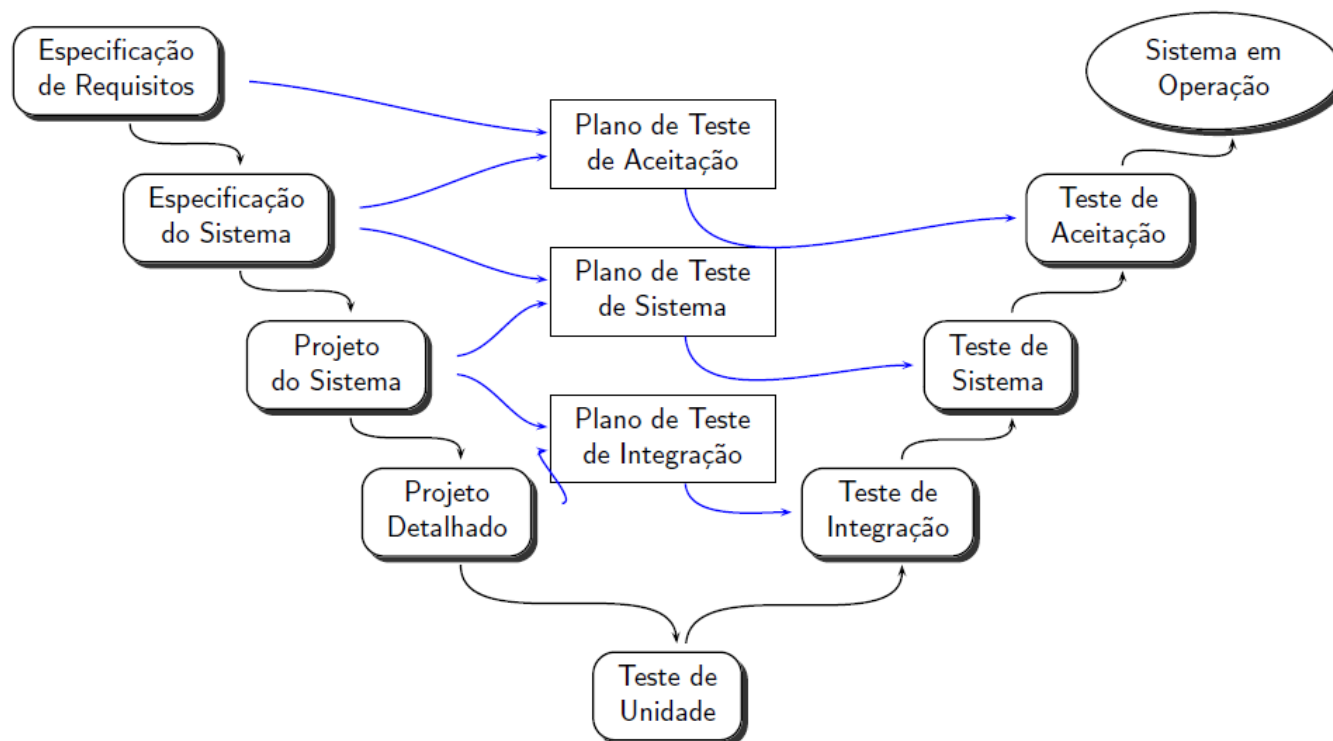 Especificação
de Requisitos
Sistema em
Operação
Plano de Teste
de Aceitação
Especificação
do Sistema
Teste de
Aceitação
Plano de Teste
de Sistema
Projeto
do Sistema
Teste de
Sistema
Plano de Teste
de Integração
Projeto
Detalhado
Teste de
Integração
Teste de
Unidade